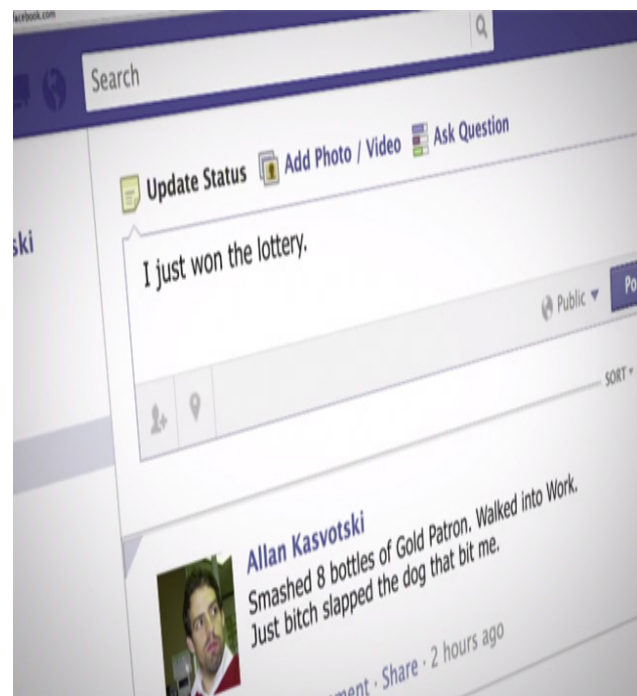 facebook.com
Search
Update Status Add Photo / Video Ask Question
ski
I just won the lottery.
Public
SORT
Allan Kasvotski
Smashed 8 bottles of Gold Patron. Walked into Work.
Just bitch slapped the dog that bit me.
Share · 2 hours ago